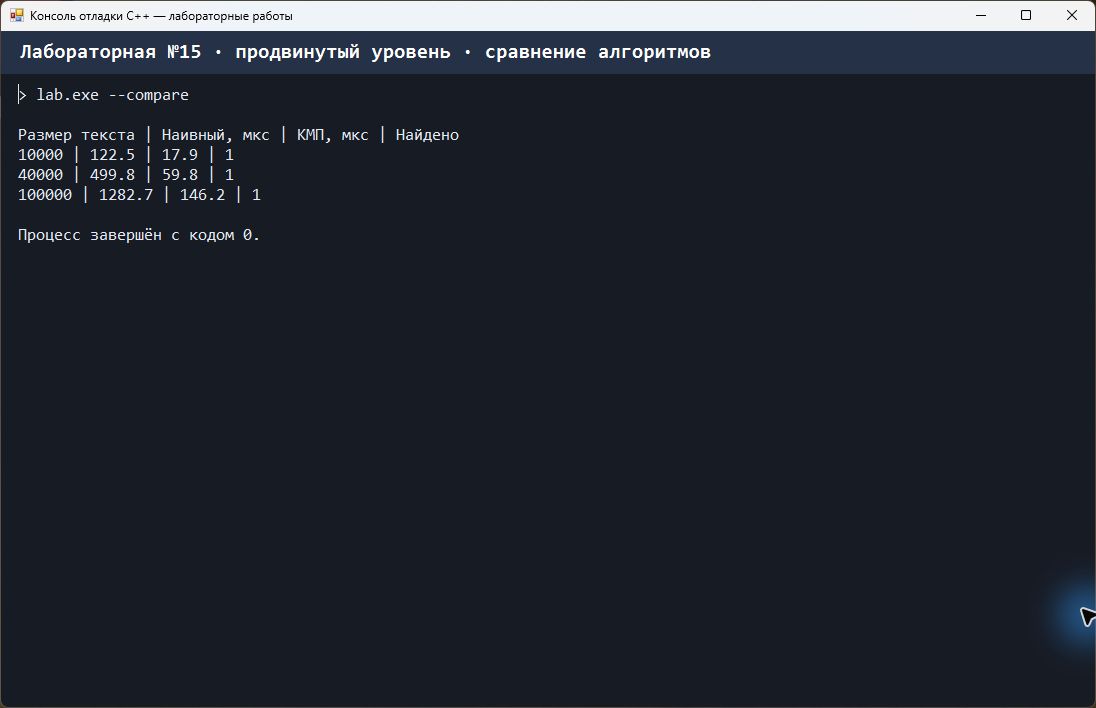 Консоль отладки C++ — лабораторные работы
Лабораторная №15 · продвинутый уровень · сравнение алгоритмов
> lab.exe --compare
Размер текста | Наивный, мкс | КМП, мкс | Найдено
10000 | 122.5 | 17.9 | 1
40000 | 499.8 | 59.8 | 1
100000 | 1282.7 | 146.2 | 1
Процесс завершён с кодом 0.